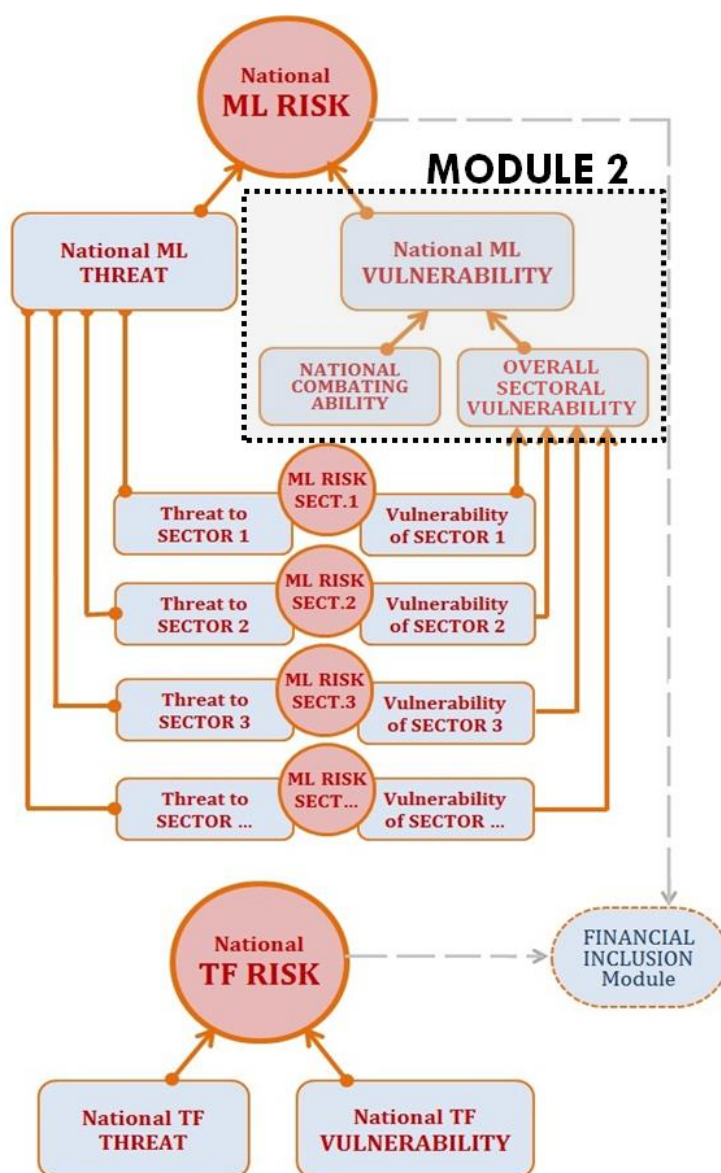 National
ML RISK
MODULE 2
National ML
THREAT
National ML
VULNERABILITY
NATIONAL
COMBATING
ABILITY
OVERALL
SECTORAL
VULNERABILITY
Threat to
SECTOR 1
ML RISK
SECT.1
Vulnerability
of SECTOR 1
Threat to
SECTOR 2
ML RISK
SECT.2
Vulnerability
of SECTOR 2
Threat to
SECTOR 3
ML RISK
SECT.3
Vulnerability
of SECTOR 3
Threat to
SECTOR ...
ML RISK
SECT...
Vulnerability
of SECTOR ...
National
TF RISK
FINANCIAL
INCLUSION
Module
National TF
THREAT
National TF
VULNERABILITY